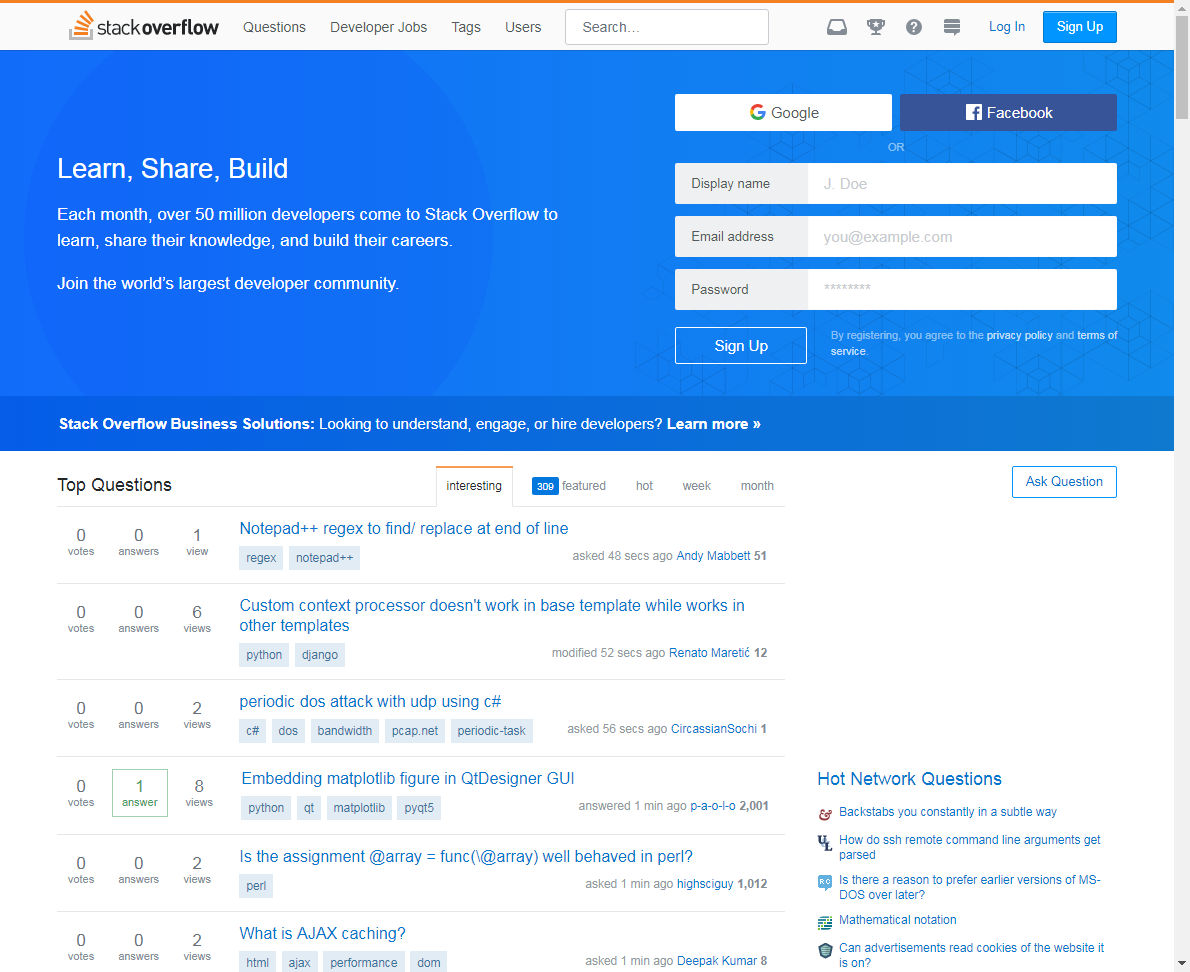 stackoverflow Questions Developer Jobs Tags Users Search... Log In Sign Up
Google Facebook
OR
Learn, Share, Build
Each month, over 50 million developers come to Stack Overflow to
learn, share their knowledge, and build their careers.
Join the world's largest developer community.
Display name J. Doe
Email address you@example.com
Password ********
Sign Up
By registering, you agree to the privacy policy and terms of
service.
Stack Overflow Business Solutions: Looking to understand, engage, or hire developers? Learn more »
Top Questions interesting 309 featured hot week month
Ask Question
0 votes 0 answers 1 view
Notepad++ regex to find/ replace at end of line
regex notepad++
asked 48 secs ago Andy Mabbett 51
0 votes 0 answers 6 views
Custom context processor doesn't work in base template while works in
other templates
python django
modified 52 secs ago Renato Maretić 12
0 votes 0 answers 2 views
periodic dos attack with udp using c#
c# dos bandwidth pcap.net periodic-task
asked 56 secs ago CircassianSochi 1
0 votes 1 answer 8 views
Embedding matplotlib figure in QtDesigner GUI
python qt matplotlib pyqt5
answered 1 min ago p-a-o-l-o 2,001
0 votes 0 answers 2 views
Is the assignment @array = func(\@array) well behaved in perl?
perl
asked 1 min ago highsciguy 1,012
0 votes 0 answers 2 views
What is AJAX caching?
html ajax performance dom
asked 1 min ago Deepak Kumar 8
Hot Network Questions
Backstabs you constantly in a subtle way
How do ssh remote command line arguments get
parsed
Is there a reason to prefer earlier versions of MS-
DOS over later?
Mathematical notation
Can advertisements read cookies of the website it
is on?